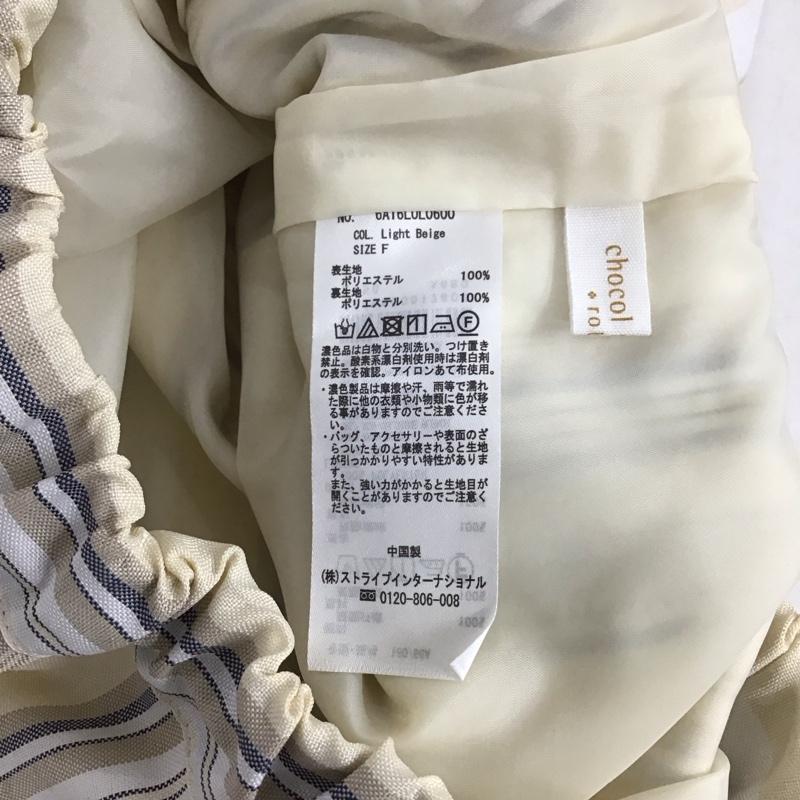 NO. 6A16L0L0600
COL. Light Beige
SIZE F
表生地
ポリエステル 100%
裏生地
ポリエステル 100%
濃色品は白物と分別洗い。つけ置き
禁止。酸素系漂白剤使用時は漂白剤
の表示を確認。アイロンあて布使用。
・濃色製品は摩擦や汗、雨等で濡れ
た際に他の衣類や小物類に色が移
る事がありますのでご注意くださ
い。
・バッグ、アクセサリーや表面のざ
らついたものと摩擦されると生地
が引っかかりやすい特性がありま
す。
また、強い力がかかると生地目が
開くことがありますのでご注意く
ださい。
中国製
(株)ストライプインターナショナル
0120-806-008
chocol